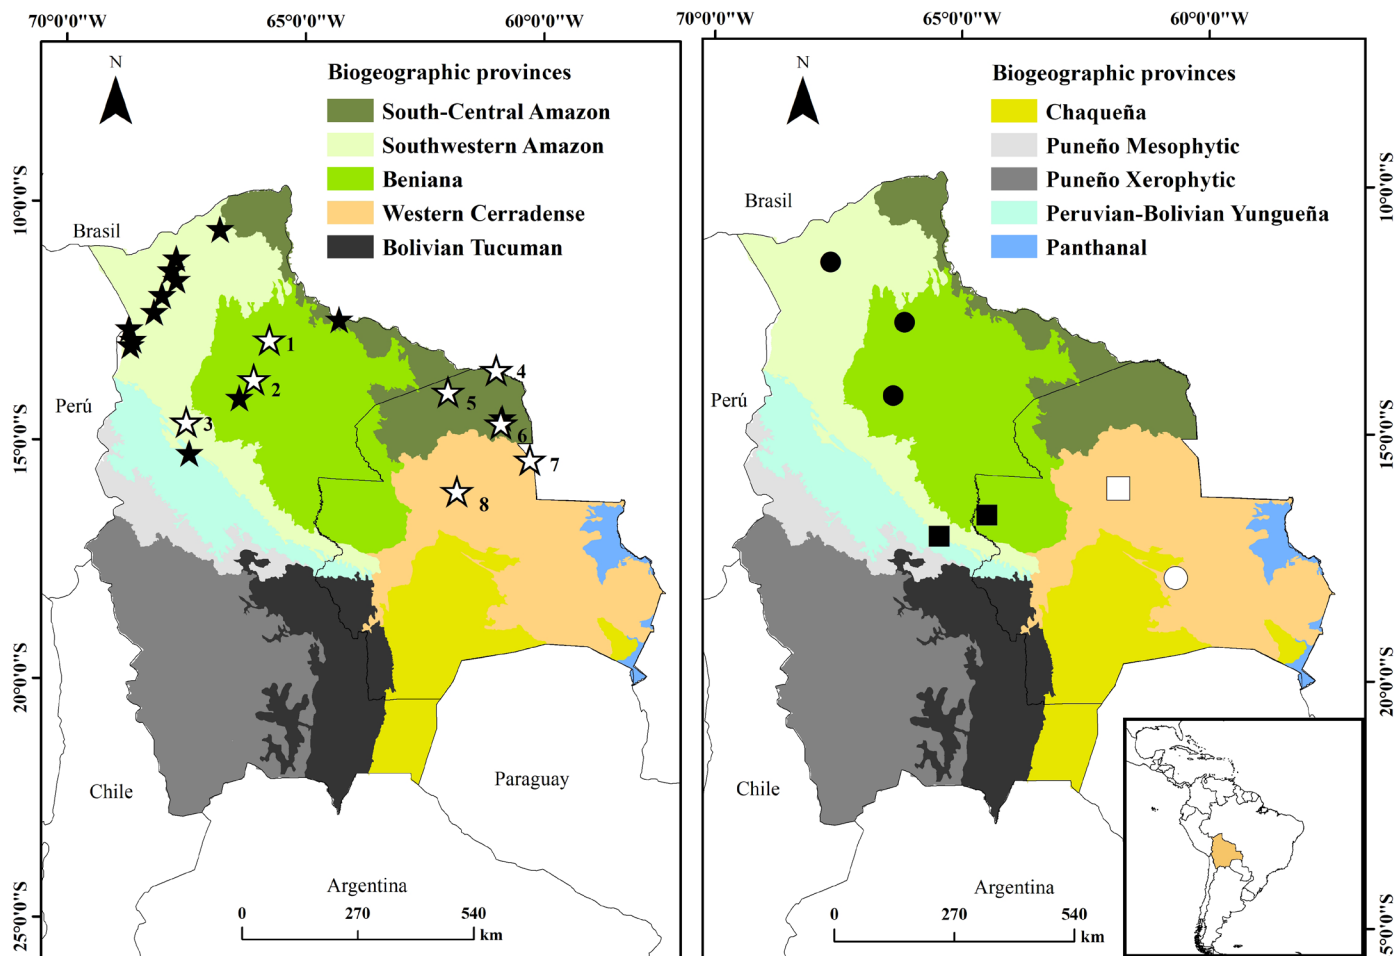 70°0'0"W
65°0'0"W
60°0'0"W
N
Biogeographic provinces
South-Central Amazon
Southwestern Amazon
Beniana
Western Cerradense
Bolivian Tucuman
10°0'0"S
15°0'0"S
20°0'0"S
25°0'0"S
Brasil
Perú
Chile
Argentina
Paraguay
1
2
3
4
5
6
7
8
0
270
540
km
70°0'0"W
65°0'0"W
60°0'0"W
N
Biogeographic provinces
Chaqueña
Puneño Mesophytic
Puneño Xerophytic
Peruvian-Bolivian Yungueña
Panthanal
Brasil
Perú
Chile
Argentina
0
270
540
km
10°0'0"S
15°0'0"S
20°0'0"S
5°0'0"S